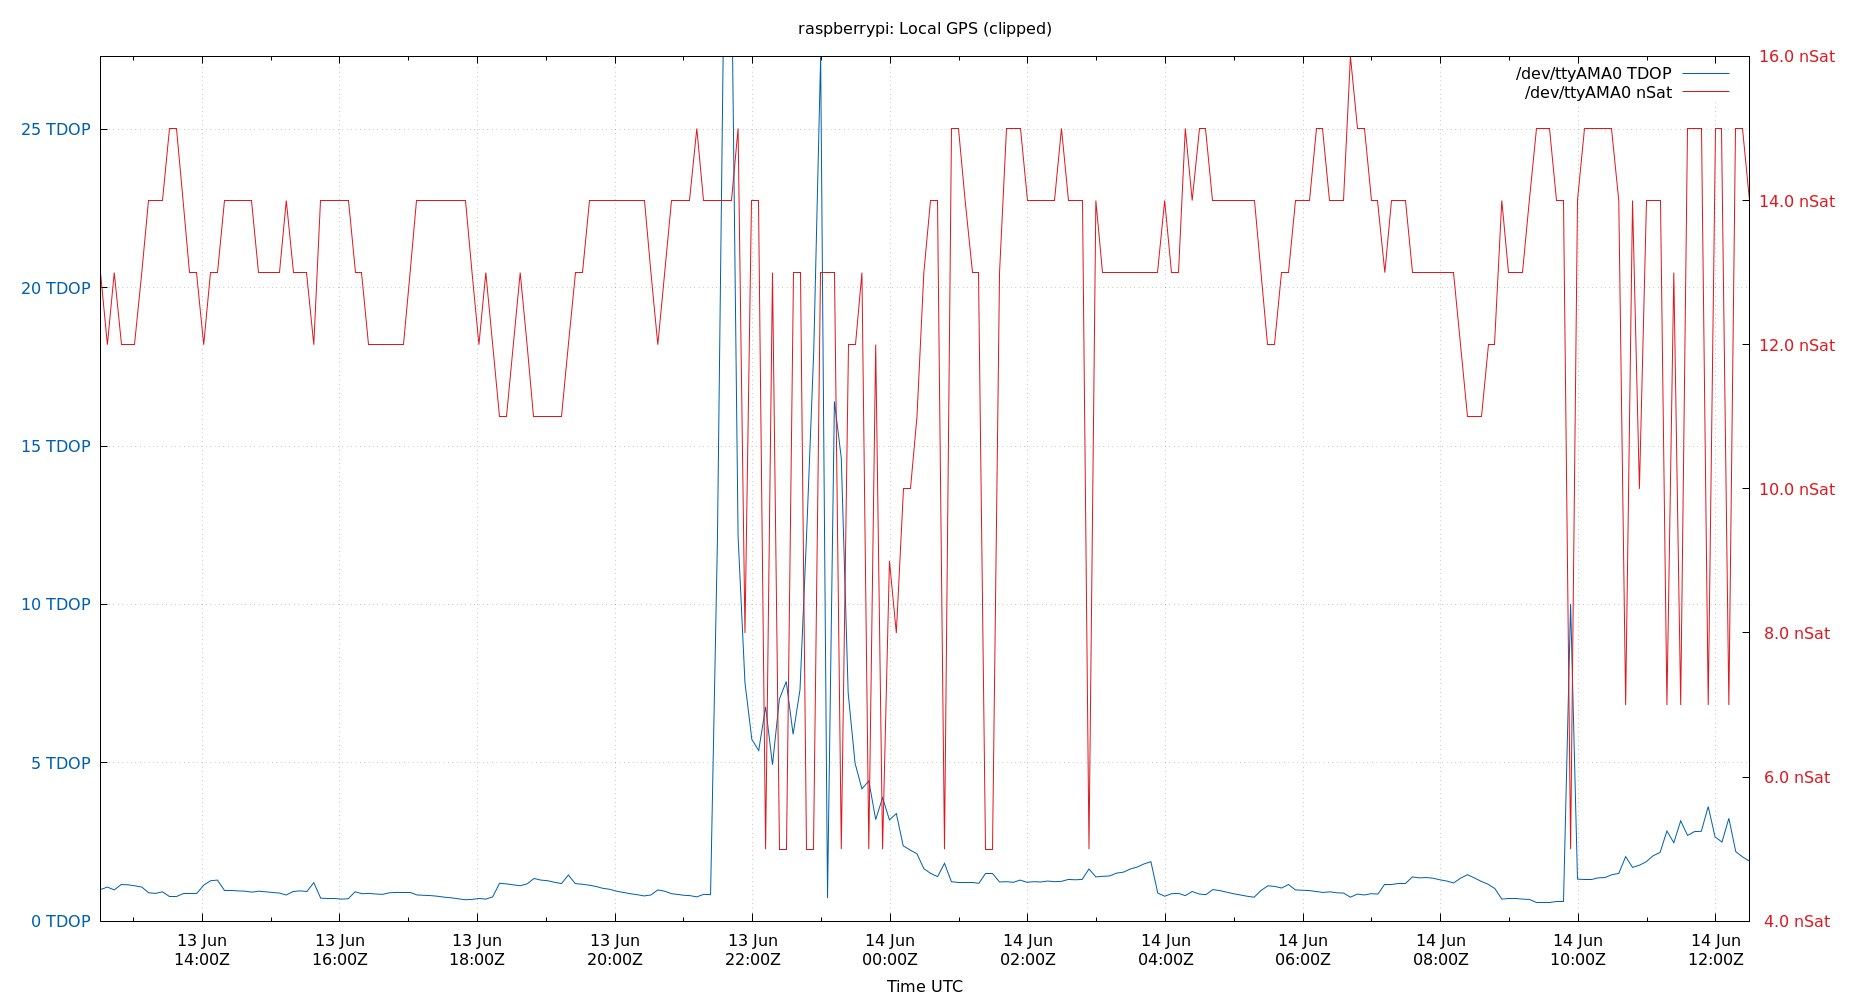 raspberrypi: Local GPS (clipped)
16.0 nSat
/dev/ttyAMA0 TDOP
/dev/ttyAMA0 nSat
25 TDOP
14.0 nSat
20 TDOP
12.0 nSat
15 TDOP
10.0 nSat
10 TDOP
8.0 nSat
5 TDOP
6.0 nSat
0 TDOP
4.0 nSat
13 Jun 13 Jun 13 Jun 13 Jun 13 Jun 14 Jun 14 Jun 14 Jun 14 Jun 14 Jun 14 Jun 14 Jun
14:00Z 16:00Z 18:00Z 20:00Z 22:00Z 00:00Z 02:00Z 04:00Z 06:00Z 08:00Z 10:00Z 12:00Z
Time UTC